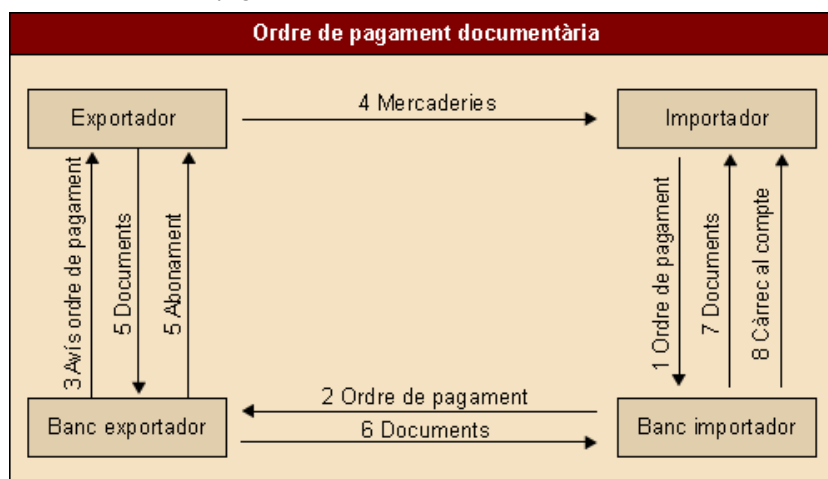 Ordre de pagament documentària
4 Mercaderies
Exportador
Importador
3 Avís ordre de pagament
5 Documents
5 Abonament
1 Ordre de pagament
7 Documents
8 Càrrec al compte
2 Ordre de pagament
Banc exportador
6 Documents
Banc importador